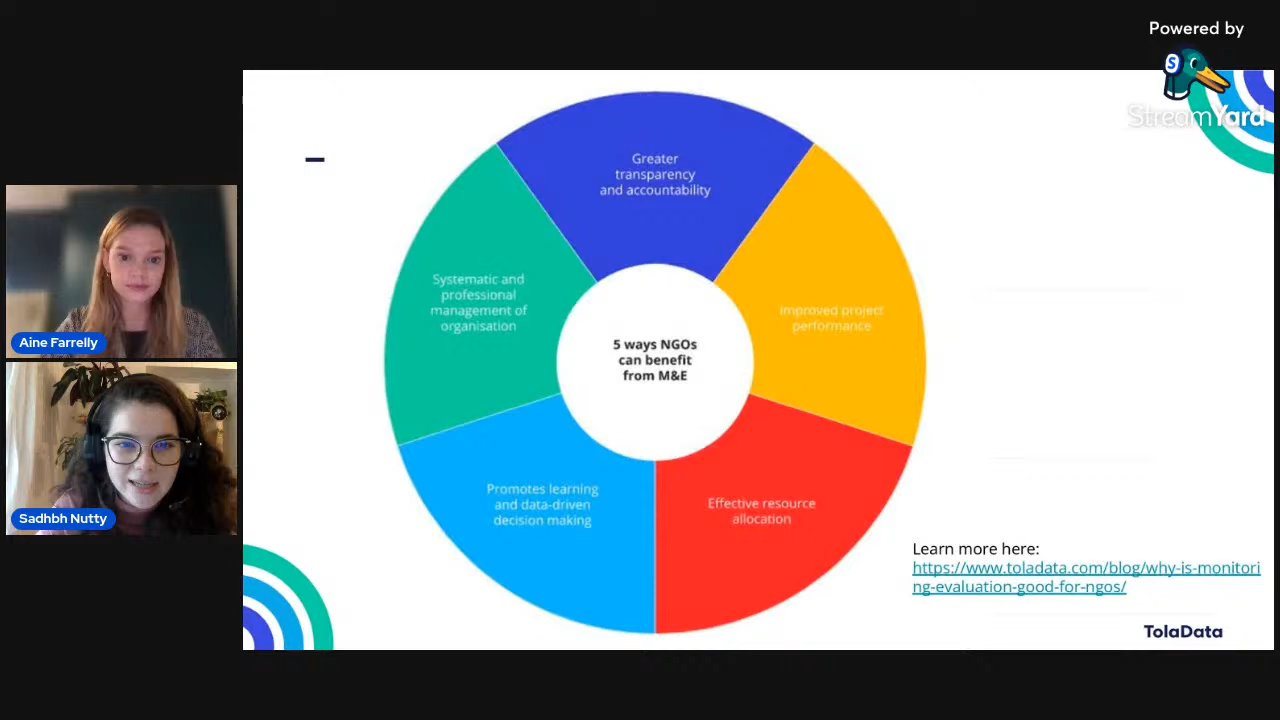 Powered by
StreamYard
Greater
transparency
and accountability
Systematic and
professional
management of
organisation
Improved project
performance
5 ways NGOs
can benefit
from M&E
Promotes learning
and data-driven
decision making
Effective resource
allocation
Aine Farrelly
Sadhbh Nutty
Learn more here:
https://www.toladata.com/blog/why-is-monitori
ng-evaluation-good-for-ngos/
TolaData